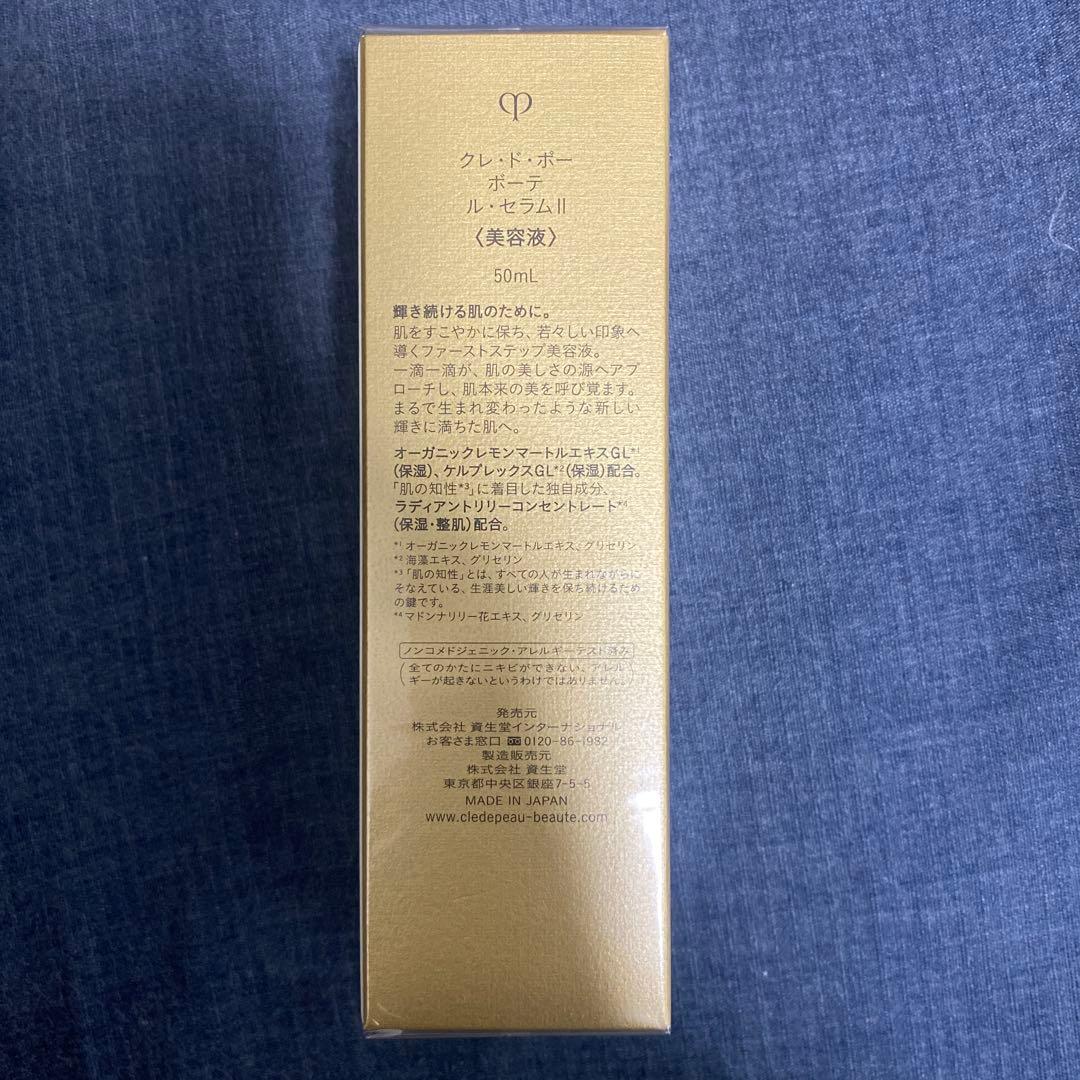 クレ・ド・ポー
ボーテ
ル・セラムⅡ
〈美容液〉
50mL
輝き続ける肌のために。
肌をすこやかに保ち、若々しい印象へ
導くファーストステップ美容液。
一滴一滴が、肌の美しさの源へアプ
ローチし、肌本来の美を呼び覚ます。
まるで生まれ変わったような新しい
輝きに満ちた肌へ。
オーガニックレモンマートルエキスGL*1
(保湿)、ケルプレックスGL*2(保湿)配合。
「肌の知性*3」に着目した独自成分、
ラディアントリリーコンセントレート*4
(保湿・整肌)配合。
*1 オーガニックレモンマートルエキス、グリセリン
*2 海藻エキス、グリセリン
*3「肌の知性」とは、すべての人が生まれながらに
そなえている、生涯美しい輝きを保ち続けるため
の鍵です。
*4 マドンナリリー花エキス、グリセリン
ノンコメドジェニック・アレルギーテスト済み
(全てのかたにニキビができない、アレル
ギーが起きないというわけではありません。)
発売元
株式会社 資生堂インターナショナル
お客さま窓口 0120-86-1982
製造販売元
株式会社 資生堂
東京都中央区銀座7-5-5
MADE IN JAPAN
www.cledepeau-beaute.com